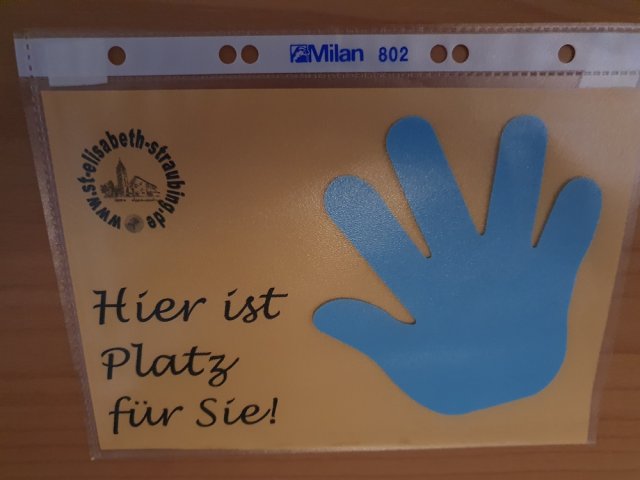 Milan 802
www.st-elisabeth-straubing.de
Hier ist
Platz
für Sie!